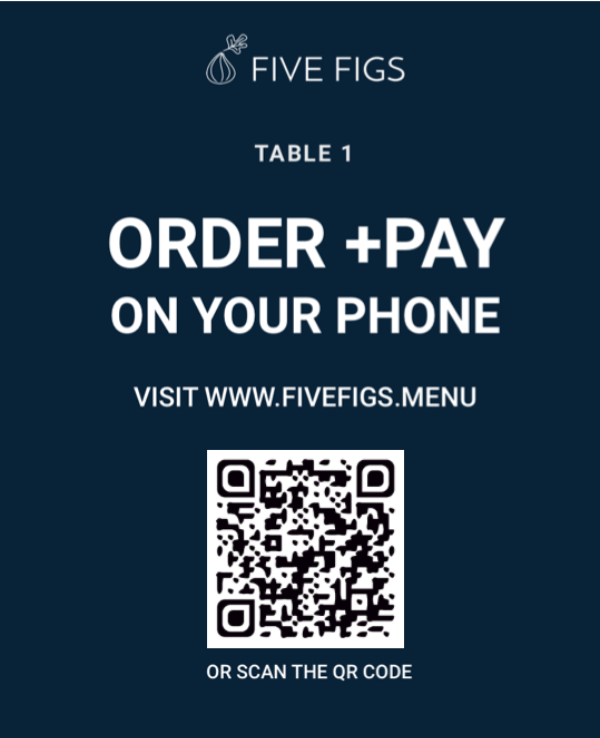 FIVE FIGS
TABLE 1
ORDER +PAY
ON YOUR PHONE
VISIT WWW.FIVEFIGS.MENU
OR SCAN THE QR CODE